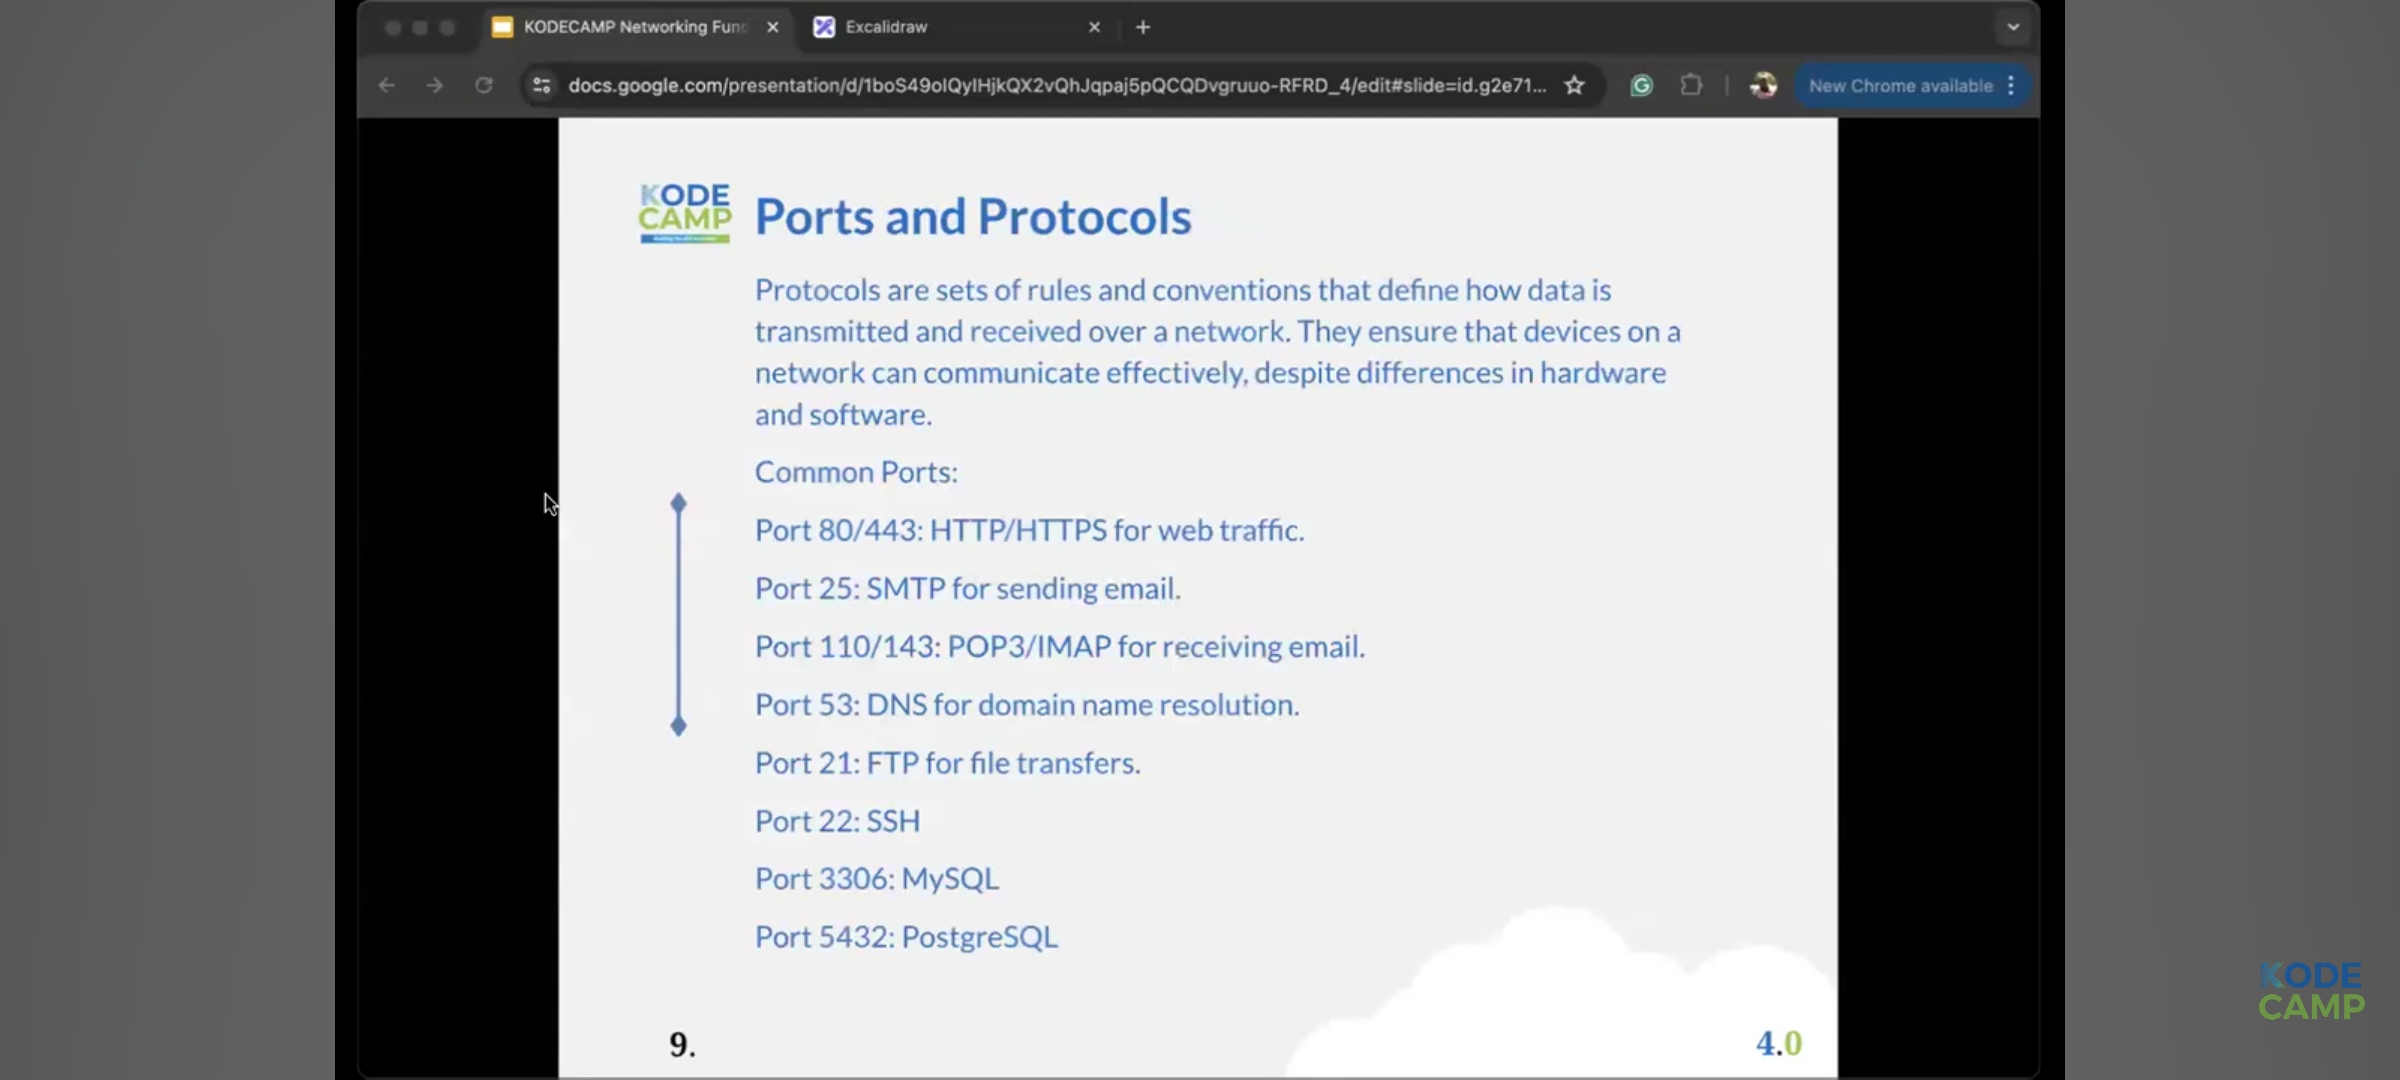 KODECAMP Networking Fund
Excalidraw
docs.google.com/presentation/d/1boS49olQylHjkQX2vQhJqpaj5pQCQDvgruuo-RFRD_4/edit#slide=id.g2e71...
New Chrome available
KODE
CAMP
Ports and Protocols
Protocols are sets of rules and conventions that define how data is
transmitted and received over a network. They ensure that devices on a
network can communicate effectively, despite differences in hardware
and software.
Common Ports:
Port 80/443: HTTP/HTTPS for web traffic.
Port 25: SMTP for sending email.
Port 110/143: POP3/IMAP for receiving email.
Port 53: DNS for domain name resolution.
Port 21: FTP for file transfers.
Port 22: SSH
Port 3306: MySQL
Port 5432: PostgreSQL
9.
4.0
KODE
CAMP